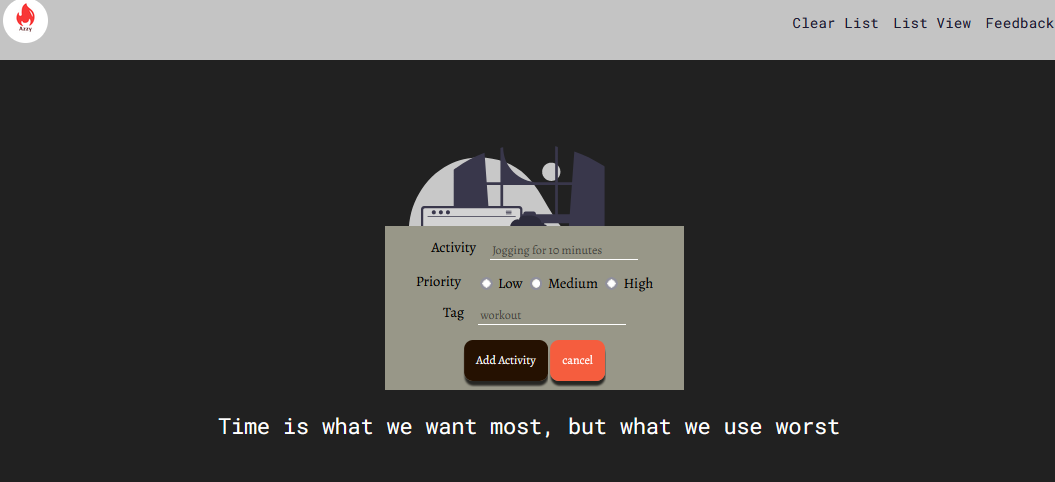 Azzy
Clear List List View Feedback
Activity Jogging for 10 minutes
Priority Low Medium High
Tag workout
Add Activity cancel
Time is what we want most, but what we use worst